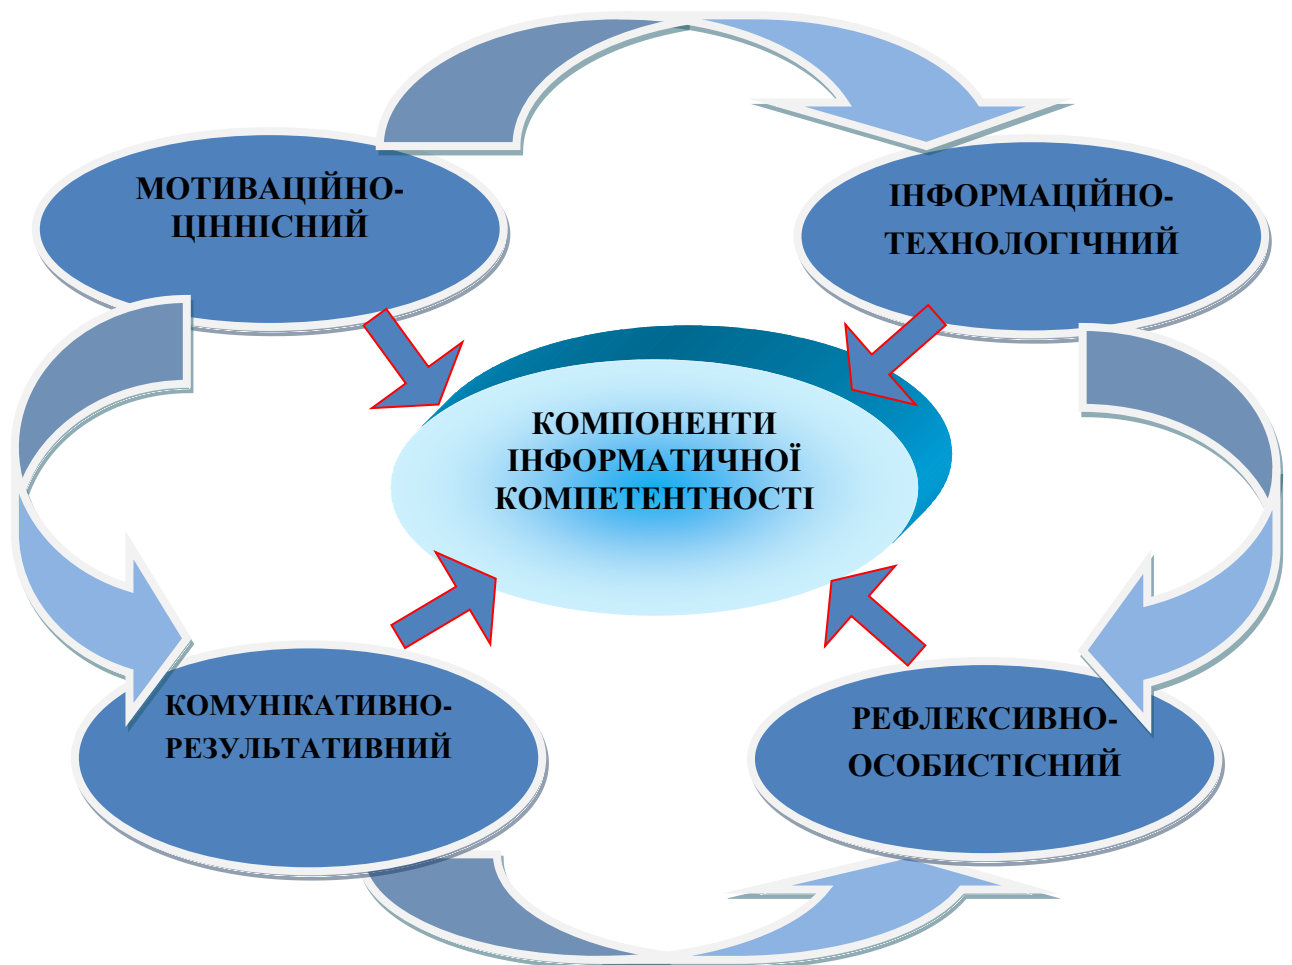 МОТИВАЦІЙНО-
ЦІННІСНИЙ
ІНФОРМАЦІЙНО-
ТЕХНОЛОГІЧНИЙ
КОМПОНЕНТИ
ІНФОРМАТИЧНОЇ
КОМПЕТЕНТНОСТІ
КОМУНІКАТИВНО-
РЕЗУЛЬТАТИВНИЙ
РЕФЛЕКСИВНО-
ОСОБИСТІСНИЙ